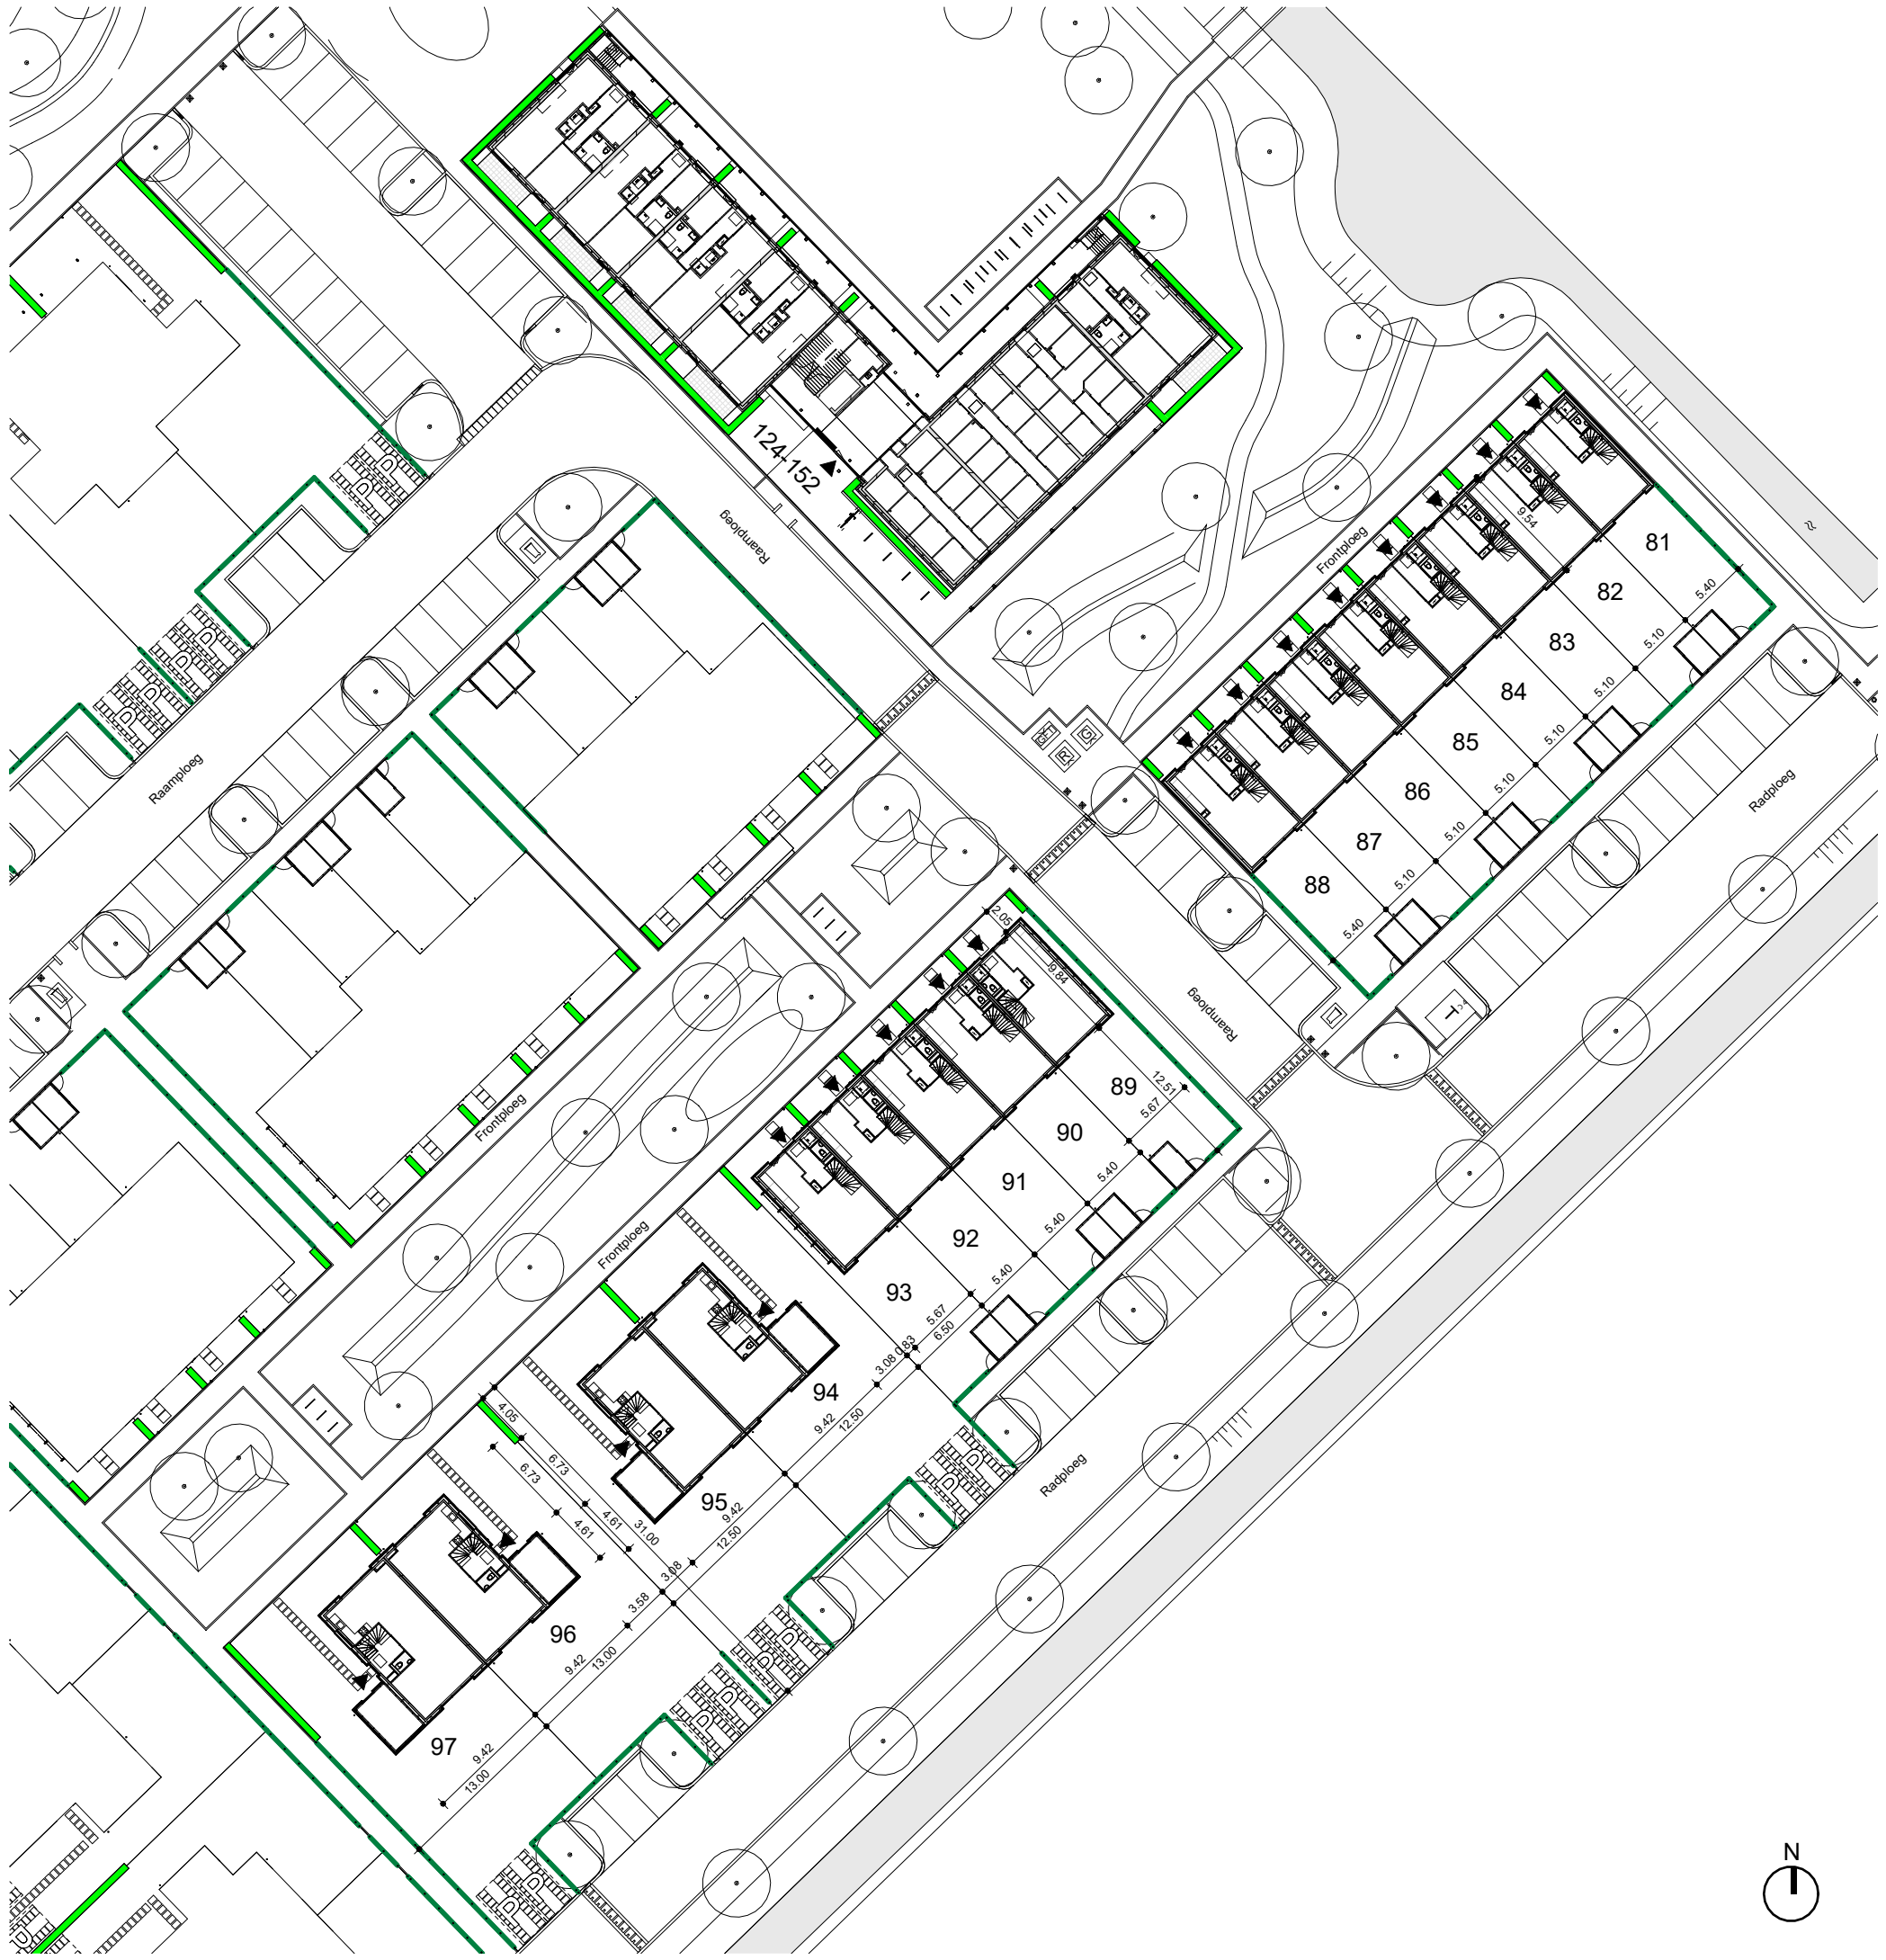 124-152
Raamploeg
Frontploeg
9.54
81
5.40
82
5.10
83
5.10
84
5.10
85
5.10
86
5.10
87
5.10
88
5.40
Radploeg
Raamploeg
GFT
G
R
P
P
P
P
P
2.05
9.84
Raamploeg
T
89
12.51
5.67
90
5.40
91
5.40
92
5.40
93
5.67
6.50
0.83
3.08
Frontploeg
Frontploeg
94
9.42
12.50
95
9.42
12.50
4.05
6.73
6.73
4.61
4.61
31.00
3.08
3.58
96
9.42
13.00
97
9.42
13.00
Radploeg
P
P
P
P
P
P
P
P
N